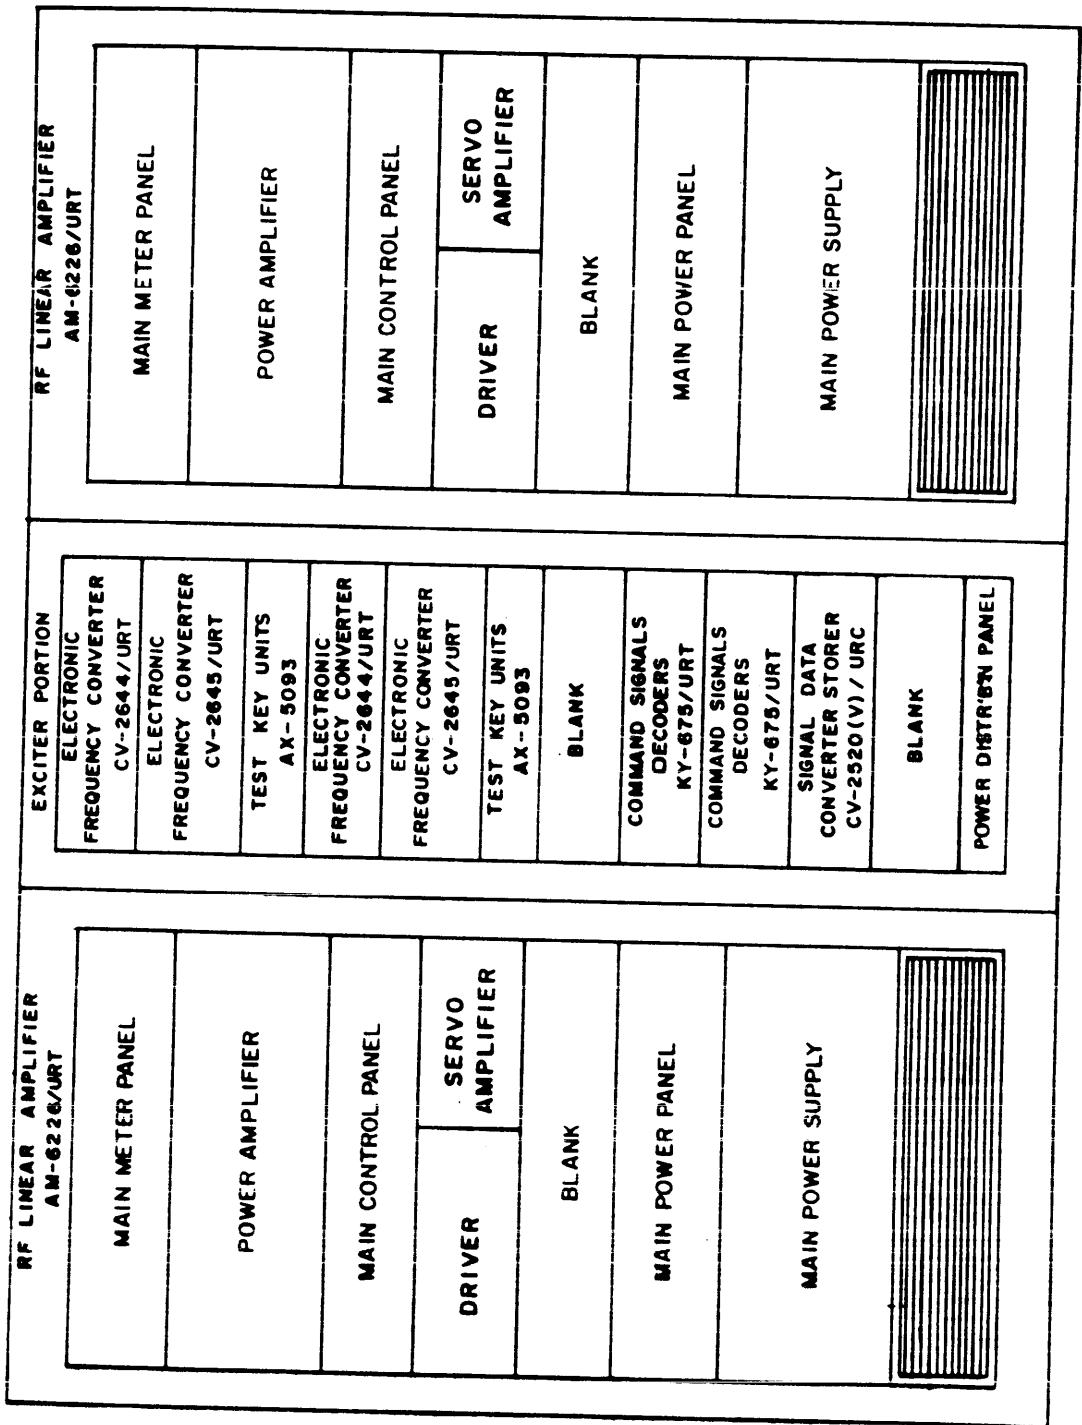 RF LINEAR AMPLIFIER
AM-6226/URT
MAIN METER PANEL
POWER AMPLIFIER
MAIN CONTROL PANEL
DRIVER
SERVO
AMPLIFIER
BLANK
MAIN POWER PANEL
MAIN POWER SUPPLY
EXCITER PORTION
ELECTRONIC
FREQUENCY CONVERTER
CV-2644/URT
ELECTRONIC
FREQUENCY CONVERTER
CV-2645/URT
TEST KEY UNITS
AX-5093
ELECTRONIC
FREQUENCY CONVERTER
CV-2644/URT
ELECTRONIC
FREQUENCY CONVERTER
CV-2645/URT
TEST KEY UNITS
AX-5093
BLANK
COMMAND SIGNALS
DECODERS
KY-675/URT
COMMAND SIGNALS
DECODERS
KY-675/URT
SIGNAL DATA
CONVERTER STORER
CV-2520(V)/URC
BLANK
POWER DISTR'B'N PANEL
RF LINEAR AMPLIFIER
AM-6226/URT
MAIN METER PANEL
POWER AMPLIFIER
MAIN CONTROL PANEL
DRIVER
SERVO
AMPLIFIER
BLANK
MAIN POWER PANEL
MAIN POWER SUPPLY